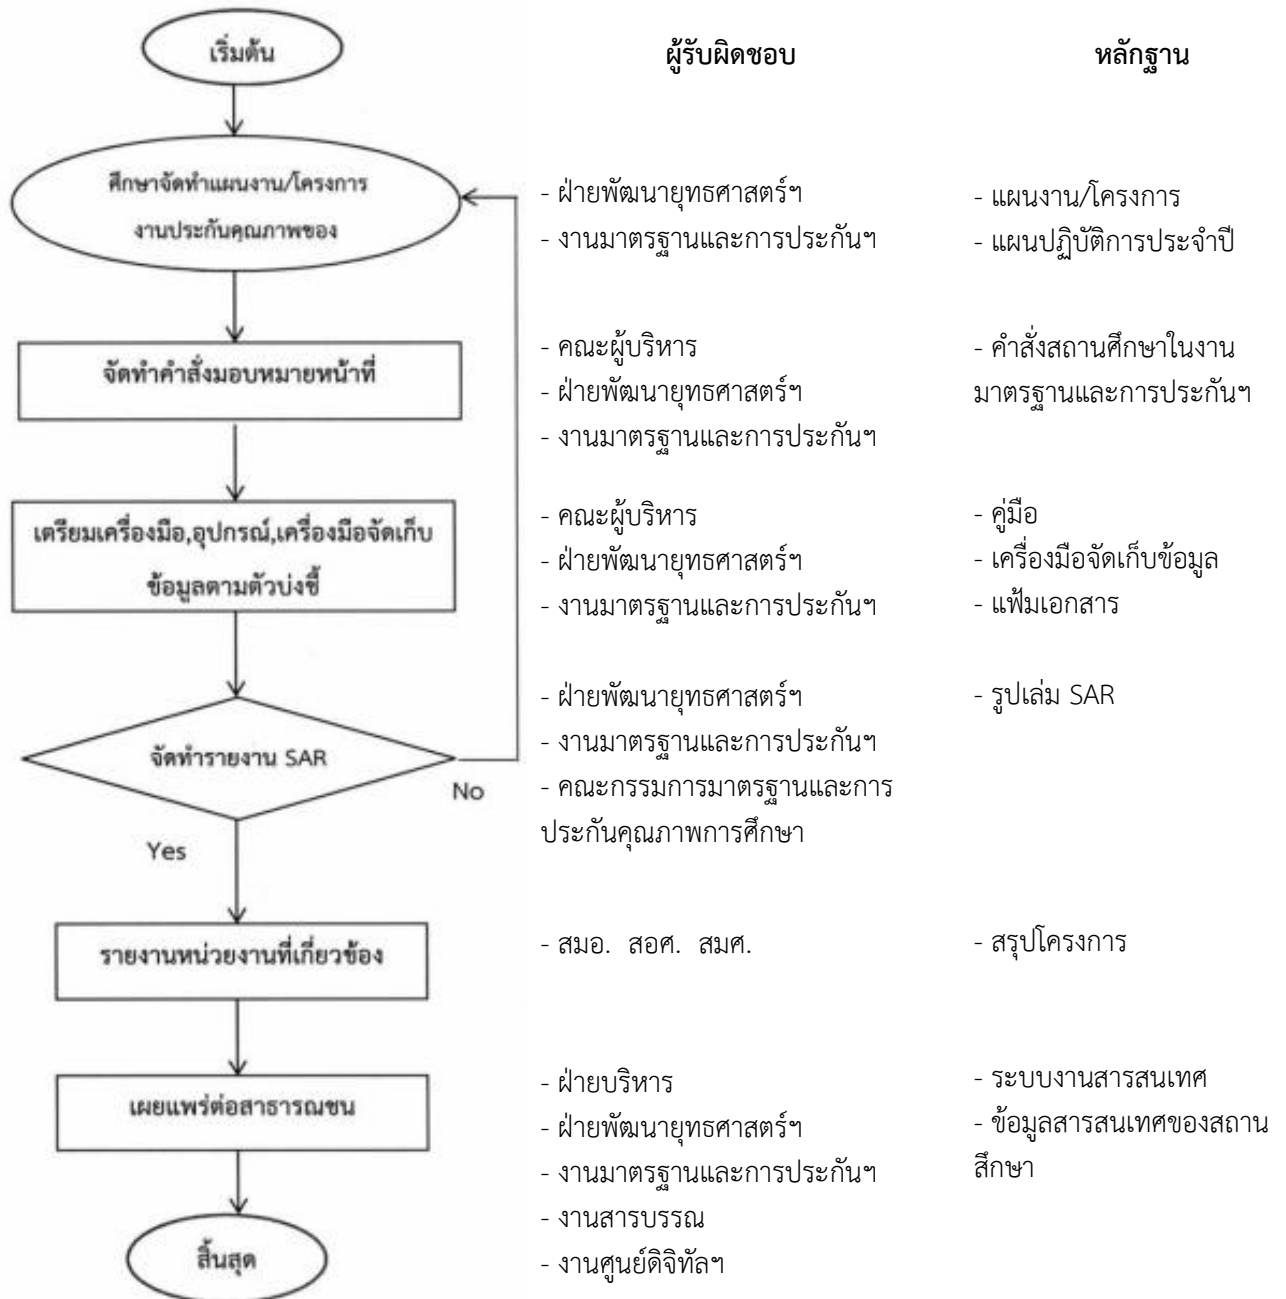 เริ่มต้น
ผู้รับผิดชอบ
หลักฐาน
ศึกษาจัดทำแผนงาน/โครงการ
งานประกันคุณภาพของ
- ฝ่ายพัฒนายุทธศาสตร์ฯ
- งานมาตรฐานและการประกันฯ
- แผนงาน/โครงการ
- แผนปฏิบัติการประจำปี
จัดทำคำสั่งมอบหมายหน้าที่
- คณะผู้บริหาร
- ฝ่ายพัฒนายุทธศาสตร์ฯ
- งานมาตรฐานและการประกันฯ
- คำสั่งสถานศึกษาในงาน
มาตรฐานและการประกันฯ
เตรียมเครื่องมือ,อุปกรณ์,เครื่องมือจัดเก็บ
ข้อมูลตามตัวบ่งชี้
- คณะผู้บริหาร
- ฝ่ายพัฒนายุทธศาสตร์ฯ
- งานมาตรฐานและการประกันฯ
- คู่มือ
- เครื่องมือจัดเก็บข้อมูล
- แฟ้มเอกสาร
จัดทำรายงาน SAR
No
Yes
- ฝ่ายพัฒนายุทธศาสตร์ฯ
- งานมาตรฐานและการประกันฯ
- คณะกรรมการมาตรฐานและการ
ประกันคุณภาพการศึกษา
- รูปเล่ม SAR
รายงานหน่วยงานที่เกี่ยวข้อง
- สมอ. สอศ. สมศ.
- สรุปโครงการ
เผยแพร่ต่อสาธารณชน
- ฝ่ายบริหาร
- ฝ่ายพัฒนายุทธศาสตร์ฯ
- งานมาตรฐานและการประกันฯ
- งานสารบรรณ
- งานศูนย์ดิจิทัลฯ
- ระบบงานสารสนเทศ
- ข้อมูลสารสนเทศของสถาน
สึกษา
สิ้นสุด